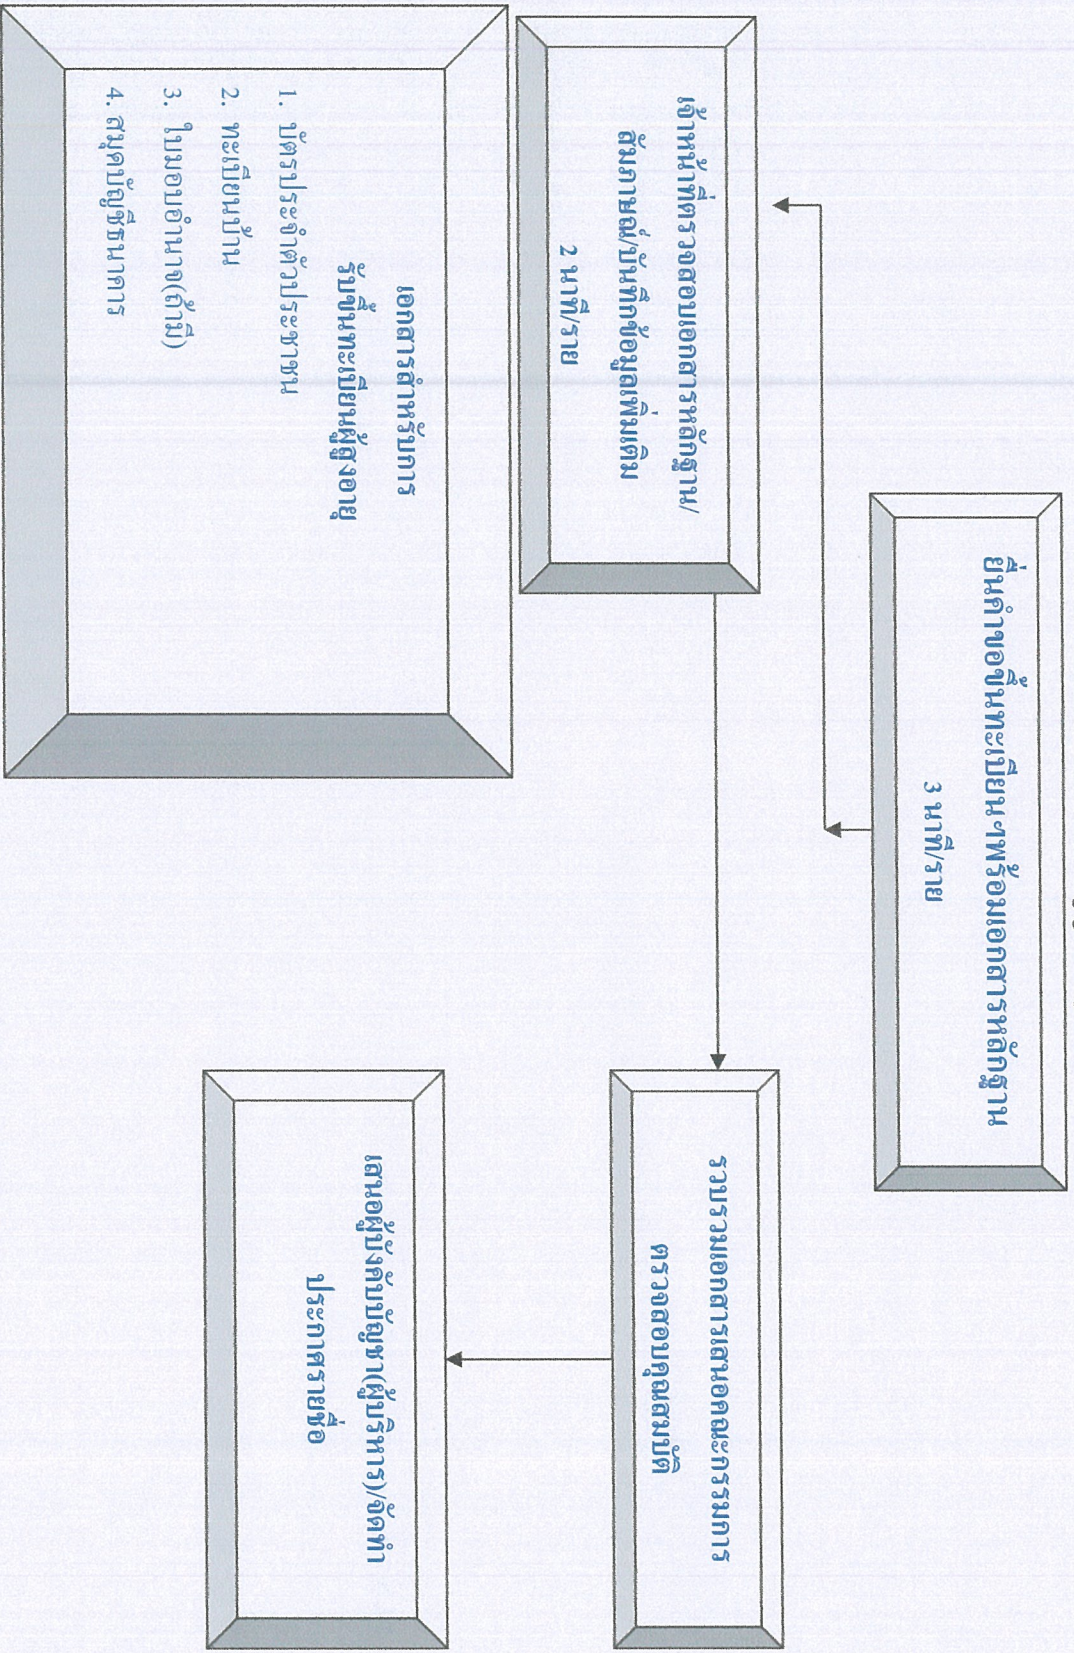 ยื่นคำขอขึ้นทะเบียนฯพร้อมเอกสารหลักฐาน
3 นาที/ราย
เจ้าหน้าที่ตรวจสอบเอกสารหลักฐาน/
สัมภาษณ์/บันทึกข้อมูลเพิ่มเติม
2 นาที/ราย
รวบรวมเอกสารเสนอคณะกรรมการ
ตรวจสอบคุณสมบัติ
เสนอผู้บังคับบัญชา(ผู้บริหาร)/จัดทำ
ประกาศรายชื่อ
เอกสารสำหรับการ
รับขึ้นทะเบียนผู้สูงอายุ
1. บัตรประจำตัวประชาชน
2. ทะเบียนบ้าน
3. ใบมอบอำนาจ(ถ้ามี)
4. สมุดบัญชีธนาคาร